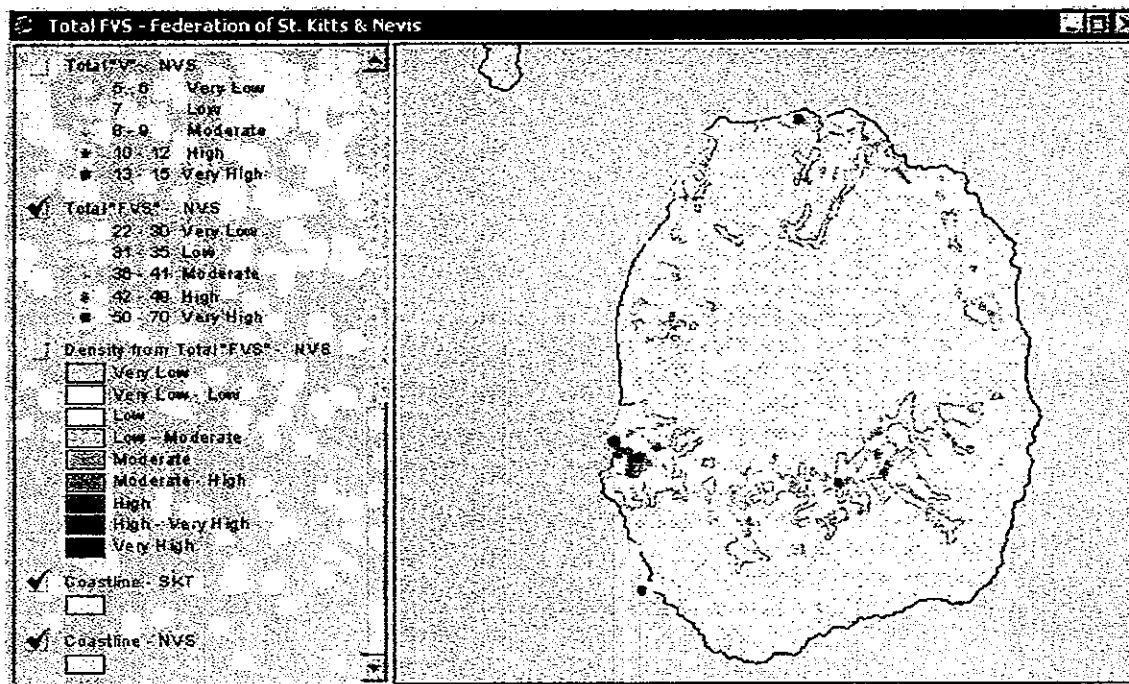 Total FVS - Federation of St. Kitts & Nevis
Total "V" - NVS
5 - 6 Very Low
7 Low
8 - 9 Moderate
10 - 12 High
13 - 15 Very High
Total "FVS" - NVS
22 - 30 Very Low
31 - 35 Low
36 - 41 Moderate
42 - 49 High
50 - 70 Very High
Density from Total "FVS" - NVS
Very Low
Very Low - Low
Low
Low - Moderate
Moderate
Moderate - High
High
High - Very High
Very High
Coastline - SKT
Coastline - NVS